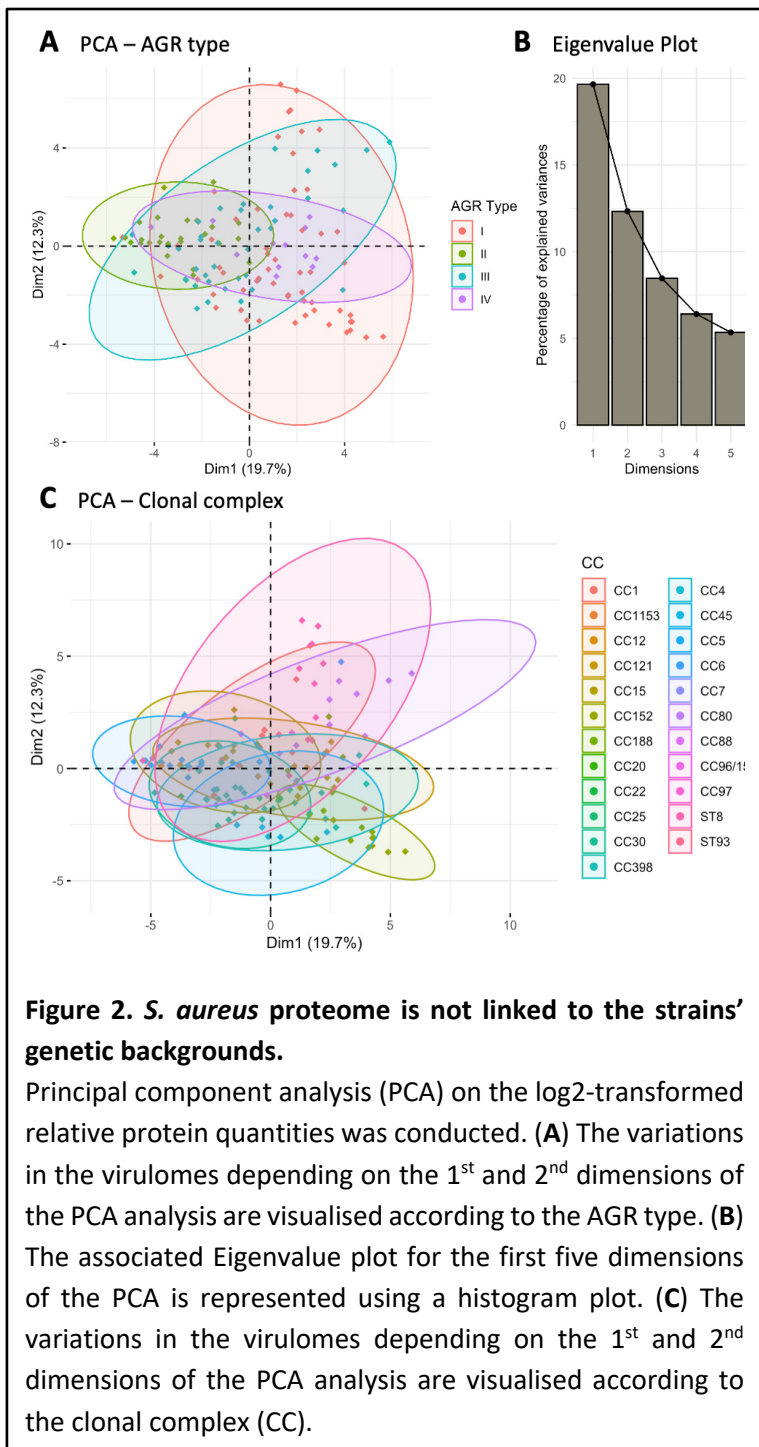 A PCA – AGR type
4
0
-4
-8
Dim2 (12.3%)
-4
0
4
Dim1 (19.7%)
AGR Type
I
II
III
IV
B Eigenvalue Plot
20
15
10
5
0
Percentage of explained variances
1
2
3
4
5
Dimensions
C PCA – Clonal complex
10
5
0
-5
Dim2 (12.3%)
-5
0
5
10
Dim1 (19.7%)
CC
CC1
CC1153
CC12
CC121
CC15
CC152
CC188
CC20
CC22
CC25
CC30
CC398
CC4
CC45
CC5
CC6
CC7
CC80
CC88
CC96/15
CC97
ST8
ST93
Figure 2. S. aureus proteome is not linked to the strains’
genetic backgrounds.
Principal component analysis (PCA) on the log2-transformed
relative protein quantities was conducted. (A) The variations
in the virulomes depending on the 1st and 2nd dimensions of
the PCA analysis are visualised according to the AGR type. (B)
The associated Eigenvalue plot for the first five dimensions
of the PCA is represented using a histogram plot. (C) The
variations in the virulomes depending on the 1st and 2nd
dimensions of the PCA analysis are visualised according to
the clonal complex (CC).